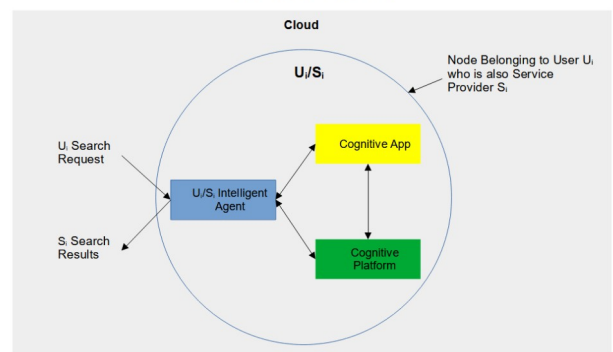 Cloud
Uᵢ/Sᵢ
Node Belonging to User Uᵢ
who is also Service
Provider Sᵢ
Uᵢ Search
Request
Cognitive App
Uᵢ/Sᵢ Intelligent
Agent
Sᵢ Search
Results
Cognitive
Platform